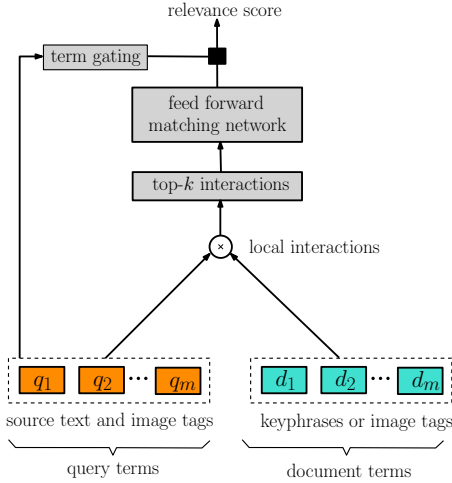 relevance score
term gating
feed forward
matching network
top-k interactions
× local interactions
q1 q2 ... qm
d1 d2 ... dm
source text and image tags
keyphrases or image tags
query terms
document terms